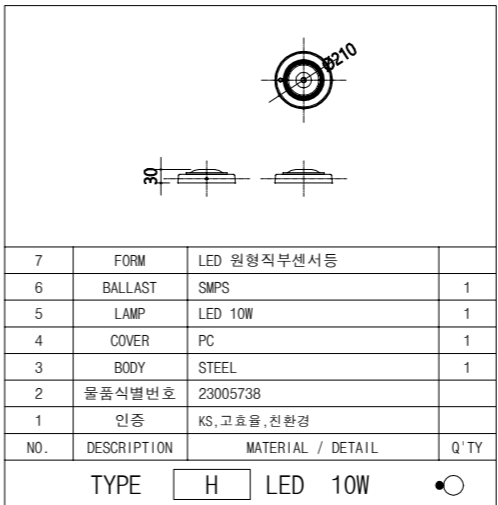 Ø210
30
7 FORM LED 원형직부센서등
6 BALLAST SMPS 1
5 LAMP LED 10W 1
4 COVER PC 1
3 BODY STEEL 1
2 물품식별번호 23005738
1 인증 KS,고효율,친환경
NO. DESCRIPTION MATERIAL / DETAIL Q'TY
TYPE H LED 10W